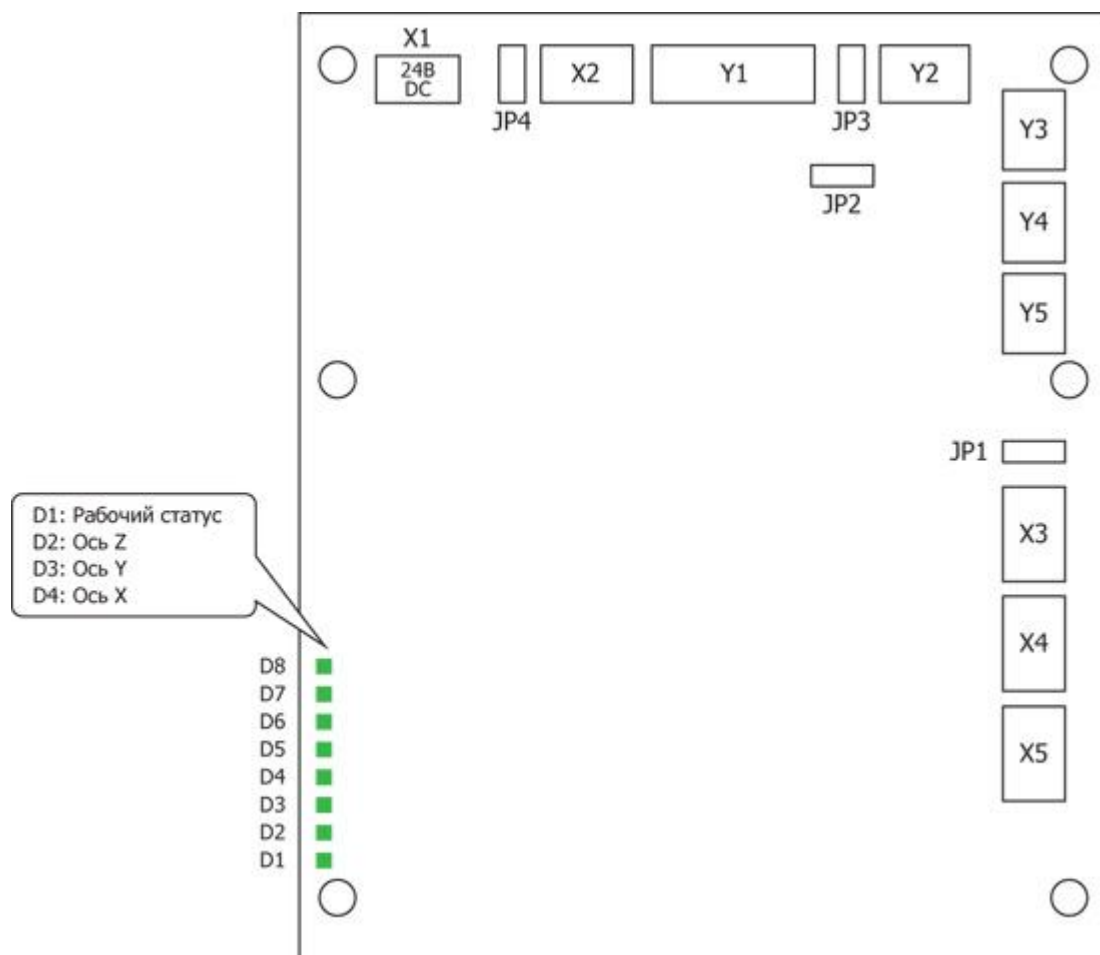 X1
24В
DC
JP4
X2
Y1
JP3
Y2
JP2
Y3
Y4
Y5
JP1
X3
X4
X5
D1: Рабочий статус
D2: Ось Z
D3: Ось Y
D4: Ось X
D8
D7
D6
D5
D4
D3
D2
D1